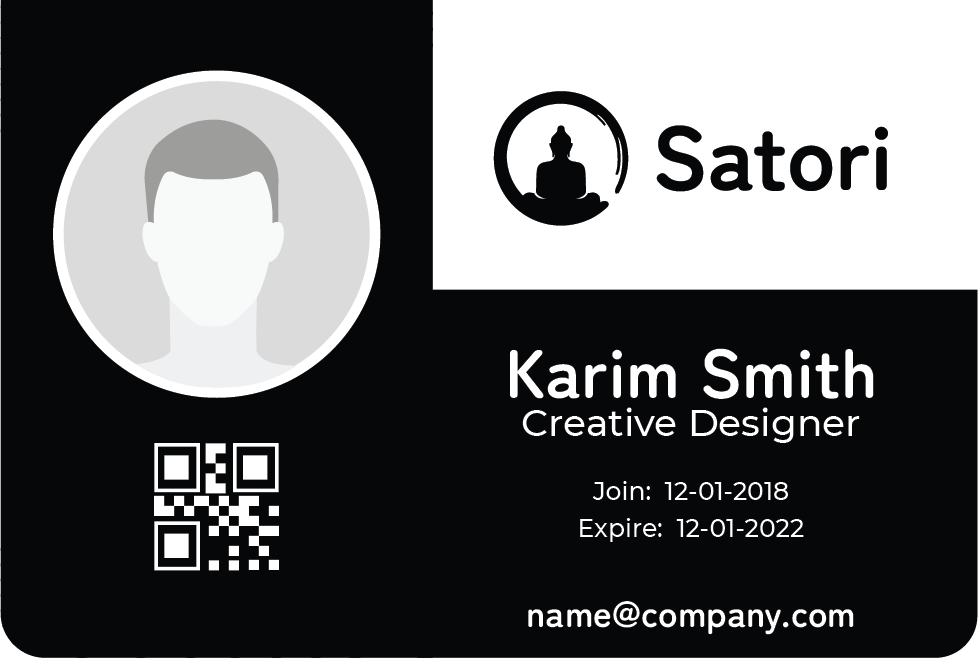 Satori
Karim Smith
Creative Designer
Join: 12-01-2018
Expire: 12-01-2022
name@company.com